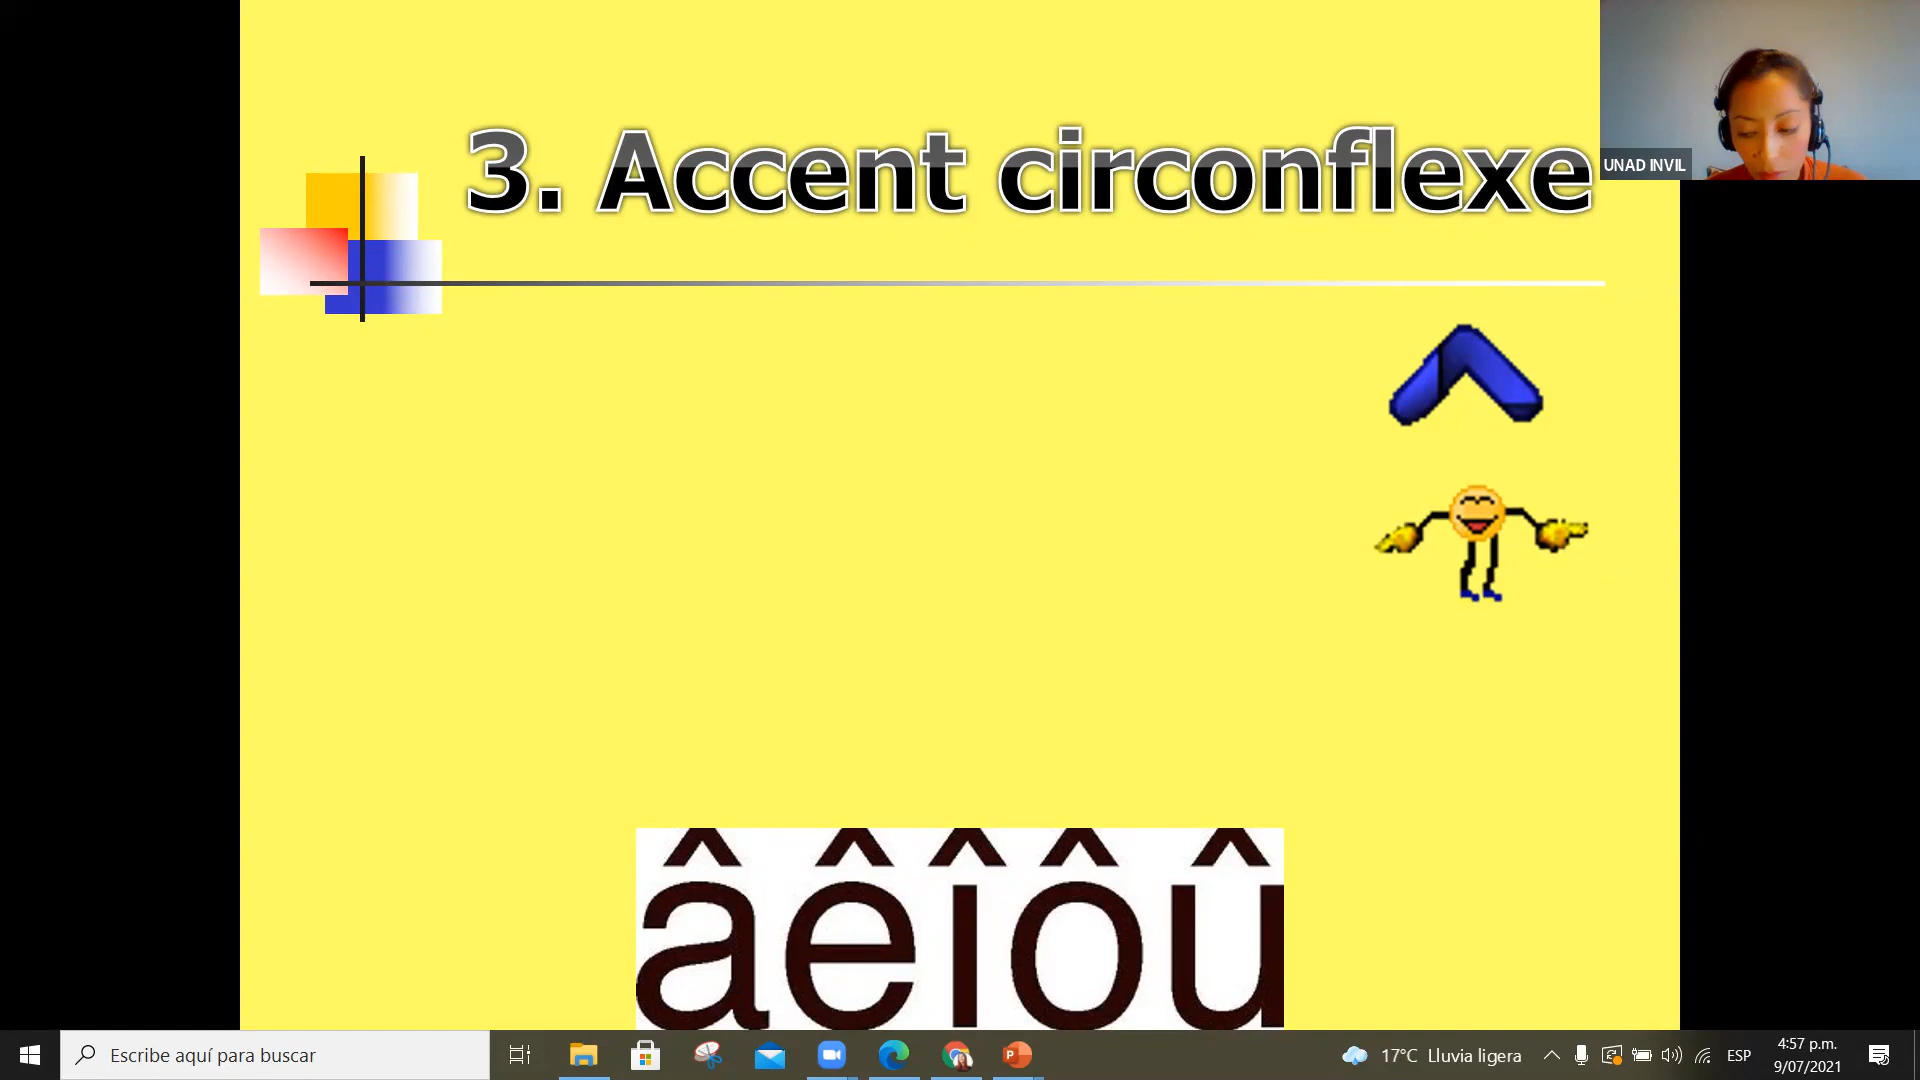 3. Accent circonflexe
UNAD INVIL
âêîôû
Escribe aquí para buscar
17°C Lluvia ligera
ESP
4:57 p.m.
9/07/2021